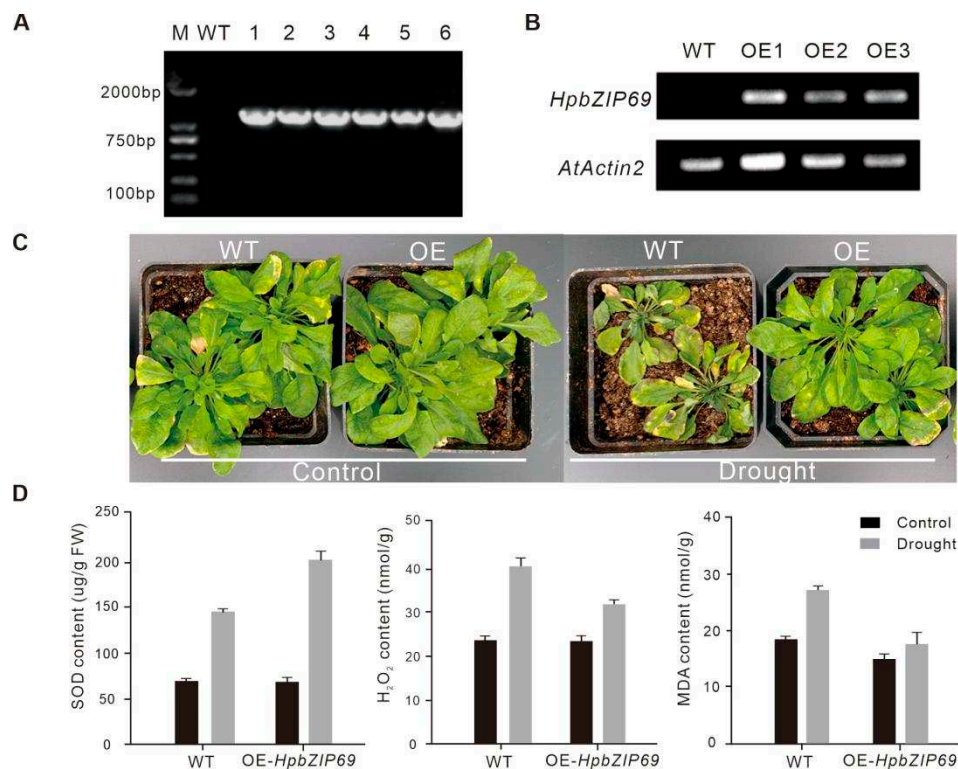 A
M WT 1 2 3 4 5 6
2000bp
750bp
100bp
B
WT OE1 OE2 OE3
HpbZIP69
AtActin2
C
WT OE WT OE
Control Drought
D
SOD content (ug/g FW)
250
200
150
100
50
0
WT OE-HpbZIP69
H₂O₂ content (nmol/g)
40
30
20
10
0
WT OE-HpbZIP69
MDA content (nmol/g)
40
30
20
10
0
WT OE-HpbZIP69
Control
Drought